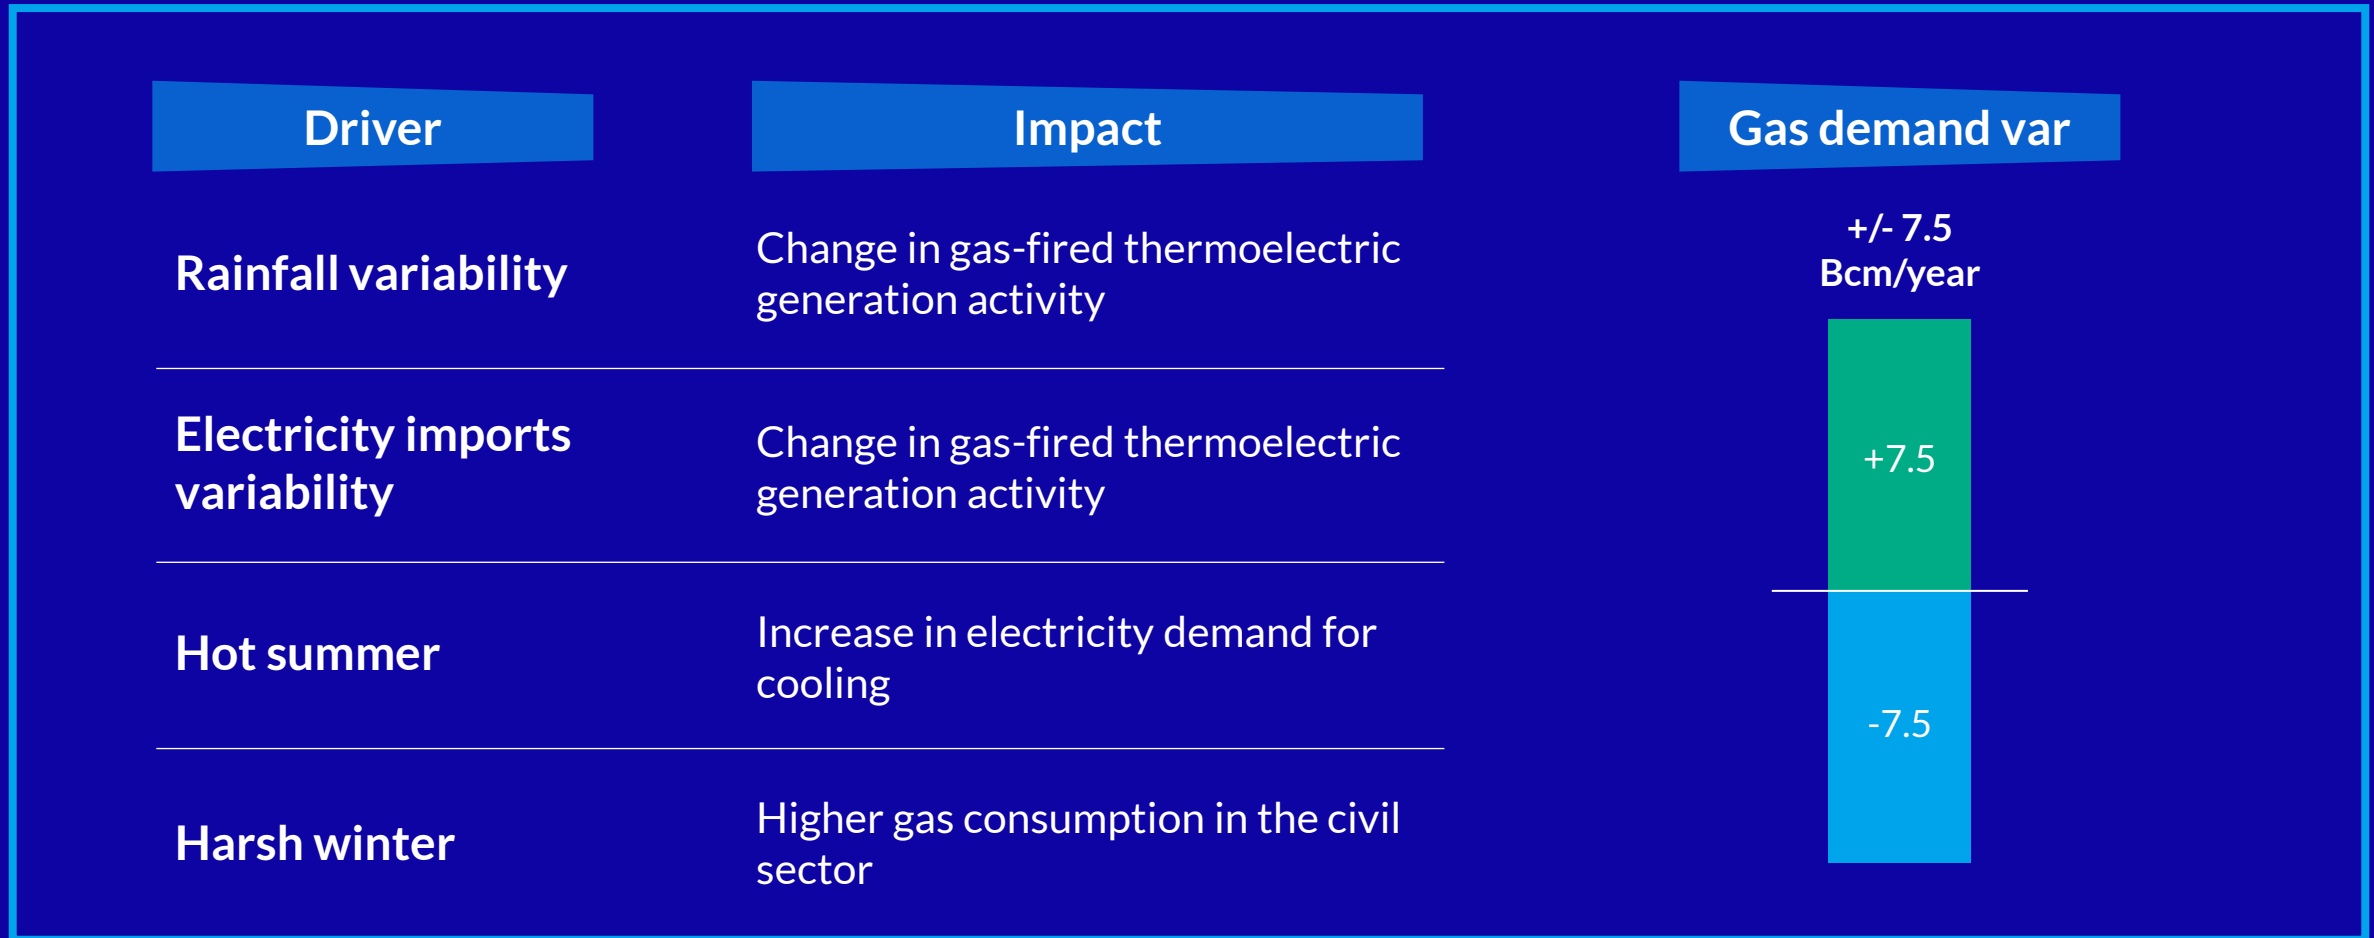 Driver
Impact
Gas demand var
Rainfall variability
Change in gas-fired thermoelectric
generation activity
+/- 7.5
Bcm/year
Electricity imports
variability
Change in gas-fired thermoelectric
generation activity
+7.5
Hot summer
Increase in electricity demand for
cooling
-7.5
Harsh winter
Higher gas consumption in the civil
sector